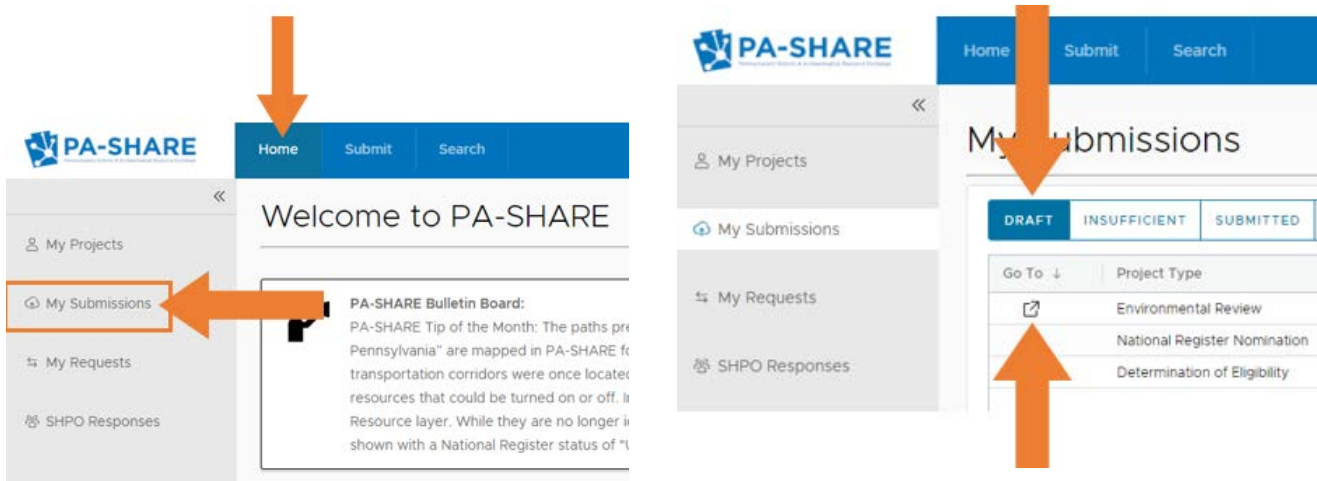 PA-SHARE
Home Submit Search
«
My Projects
My Submissions
My Requests
SHPO Responses
Welcome to PA-SHARE
PA-SHARE Bulletin Board:
PA-SHARE Tip of the Month: The paths pre
Pennsylvania" are mapped in PA-SHARE fo
transportation corridors were once located
resources that could be turned on or off. I
Resource layer. While they are no longer i
shown with a National Register status of "U
PA-SHARE
Home Submit Search
«
My Projects
My Submissions
My Requests
SHPO Responses
My ubmissions
DRAFT INSUFFICIENT SUBMITTED
Go To ↓ Project Type
Environmental Review
National Register Nomination
Determination of Eligibility